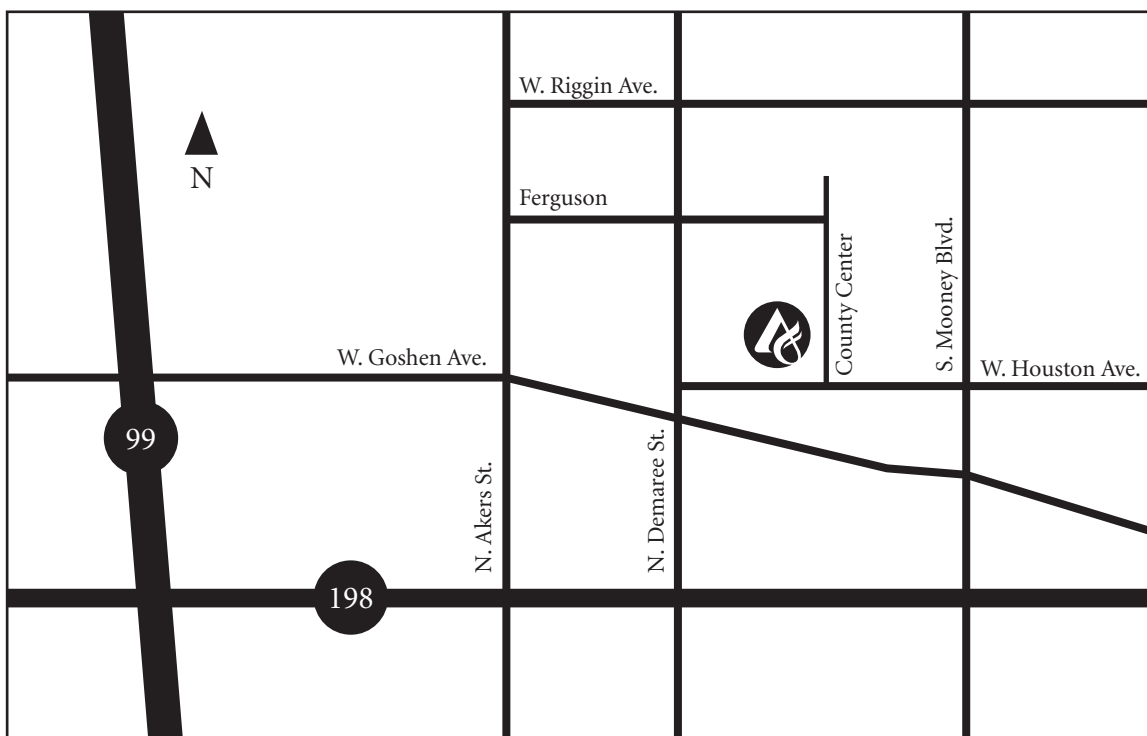 W. Riggin Ave.
N
Ferguson
County Center
S. Mooney Blvd.
W. Goshen Ave.
W. Houston Ave.
99
N. Akers St.
N. Demaree St.
198